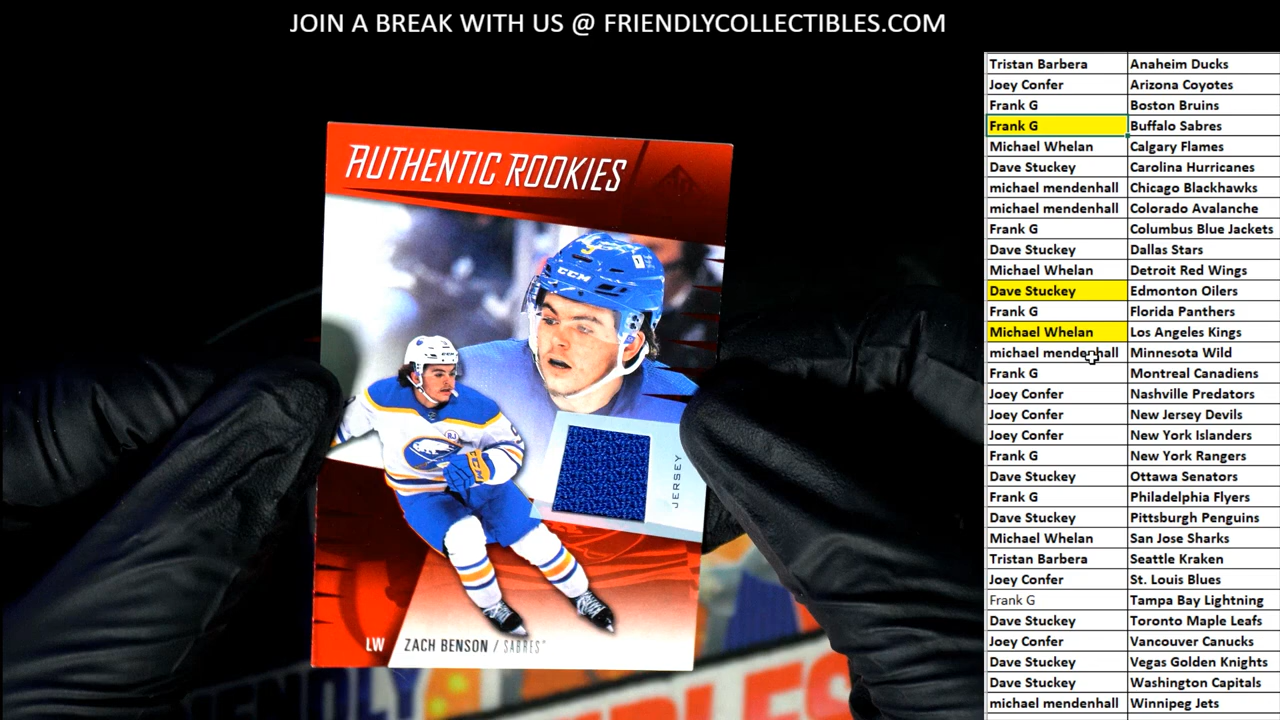 JOIN A BREAK WITH US @ FRIENDLYCOLLECTIBLES.COM
AUTHENTIC ROOKIES
CCM
JERSEY
LW ZACH BENSON / SABRES
Tristan Barbera Anaheim Ducks
Joey Confer Arizona Coyotes
Frank G Boston Bruins
Frank G Buffalo Sabres
Michael Whelan Calgary Flames
Dave Stuckey Carolina Hurricanes
michael mendenhall Chicago Blackhawks
michael mendenhall Colorado Avalanche
Frank G Columbus Blue Jackets
Dave Stuckey Dallas Stars
Michael Whelan Detroit Red Wings
Dave Stuckey Edmonton Oilers
Frank G Florida Panthers
Michael Whelan Los Angeles Kings
michael mendenhall Minnesota Wild
Frank G Montreal Canadiens
Joey Confer Nashville Predators
Joey Confer New Jersey Devils
Joey Confer New York Islanders
Frank G New York Rangers
Dave Stuckey Ottawa Senators
Frank G Philadelphia Flyers
Dave Stuckey Pittsburgh Penguins
Michael Whelan San Jose Sharks
Tristan Barbera Seattle Kraken
Joey Confer St. Louis Blues
Frank G Tampa Bay Lightning
Dave Stuckey Toronto Maple Leafs
Joey Confer Vancouver Canucks
Dave Stuckey Vegas Golden Knights
Dave Stuckey Washington Capitals
michael mendenhall Winnipeg Jets